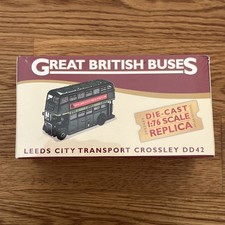 GREAT BRITISH BUSES
DIE-CAST
1:76 SCALE
REPLICA
LEEDS CITY TRANSPORT CROSSLEY DD42